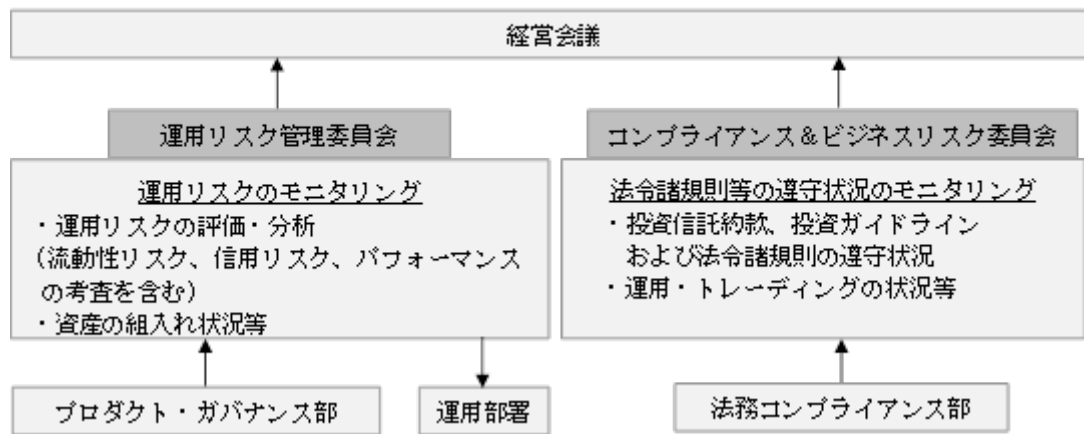 経営会議
運用リスク管理委員会
運用リスクのモニタリング
・運用リスクの評価・分析
（流動性リスク、信用リスク、パフォーマンス
の考査を含む）
・資産の組入れ状況等
コンプライアンス＆ビジネスリスク委員会
法令諸規則等の遵守状況のモニタリング
・投資信託約款、投資ガイドライン
および法令諸規則の遵守状況
・運用・トレーディングの状況等
プロダクト・ガバナンス部
運用部署
法務コンプライアンス部